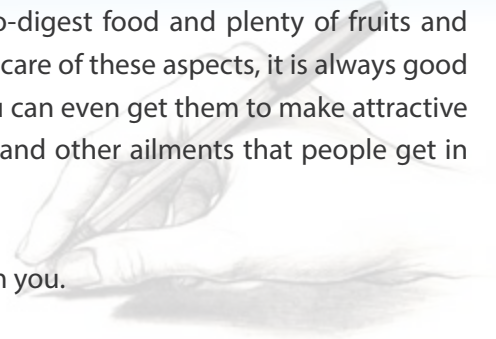 -digest food and plenty of fruits and
care of these aspects, it is always good
can even get them to make attractive
and other ailments that people get in
you.